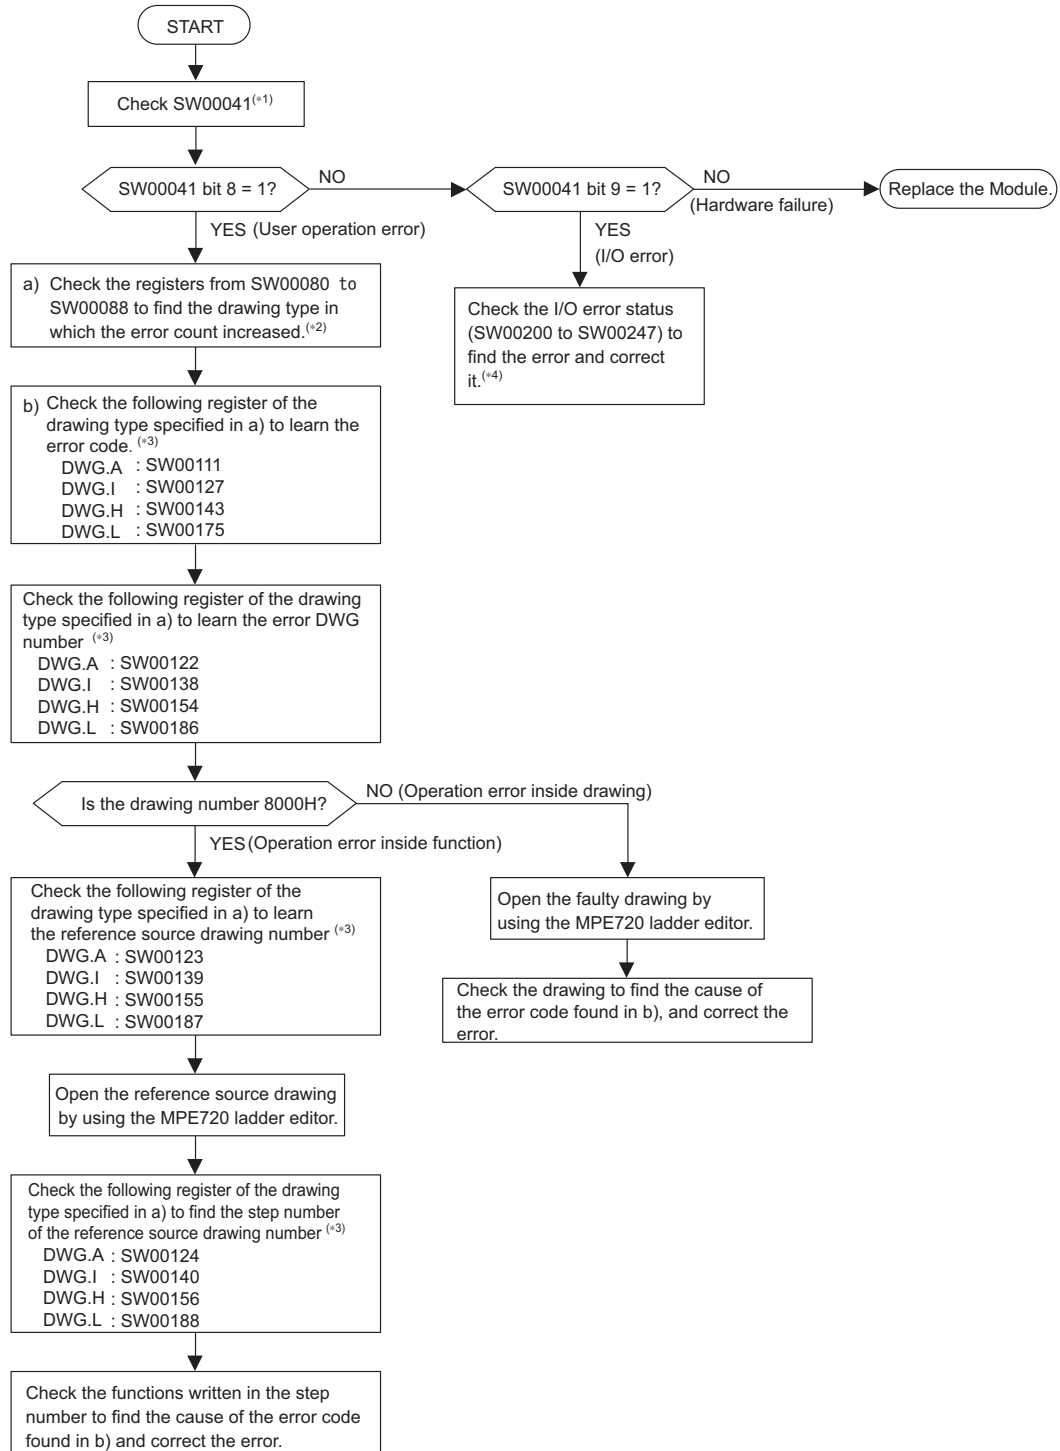 START
Check SW00041(*1)
SW00041 bit 8 = 1?
NO
SW00041 bit 9 = 1?
NO
(Hardware failure)
Replace the Module.
YES (User operation error)
YES
(I/O error)
a) Check the registers from SW00080 to
SW00088 to find the drawing type in
which the error count increased.(*2)
Check the I/O error status
(SW00200 to SW00247) to
find the error and correct
it.(*4)
b) Check the following register of the
drawing type specified in a) to learn the
error code. (*3)
DWG.A : SW00111
DWG.I : SW00127
DWG.H : SW00143
DWG.L : SW00175
Check the following register of the drawing
type specified in a) to learn the error DWG
number (*3)
DWG.A : SW00122
DWG.I : SW00138
DWG.H : SW00154
DWG.L : SW00186
Is the drawing number 8000H?
NO (Operation error inside drawing)
YES (Operation error inside function)
Check the following register of the
drawing type specified in a) to learn
the reference source drawing number (*3)
DWG.A : SW00123
DWG.I : SW00139
DWG.H : SW00155
DWG.L : SW00187
Open the faulty drawing by
using the MPE720 ladder editor.
Check the drawing to find the cause of
the error code found in b), and correct the
error.
Open the reference source drawing
by using the MPE720 ladder editor.
Check the following register of the drawing
type specified in a) to find the step number
of the reference source drawing number (*3)
DWG.A : SW00124
DWG.I : SW00140
DWG.H : SW00156
DWG.L : SW00188
Check the functions written in the step
number to find the cause of the error code
found in b) and correct the error.